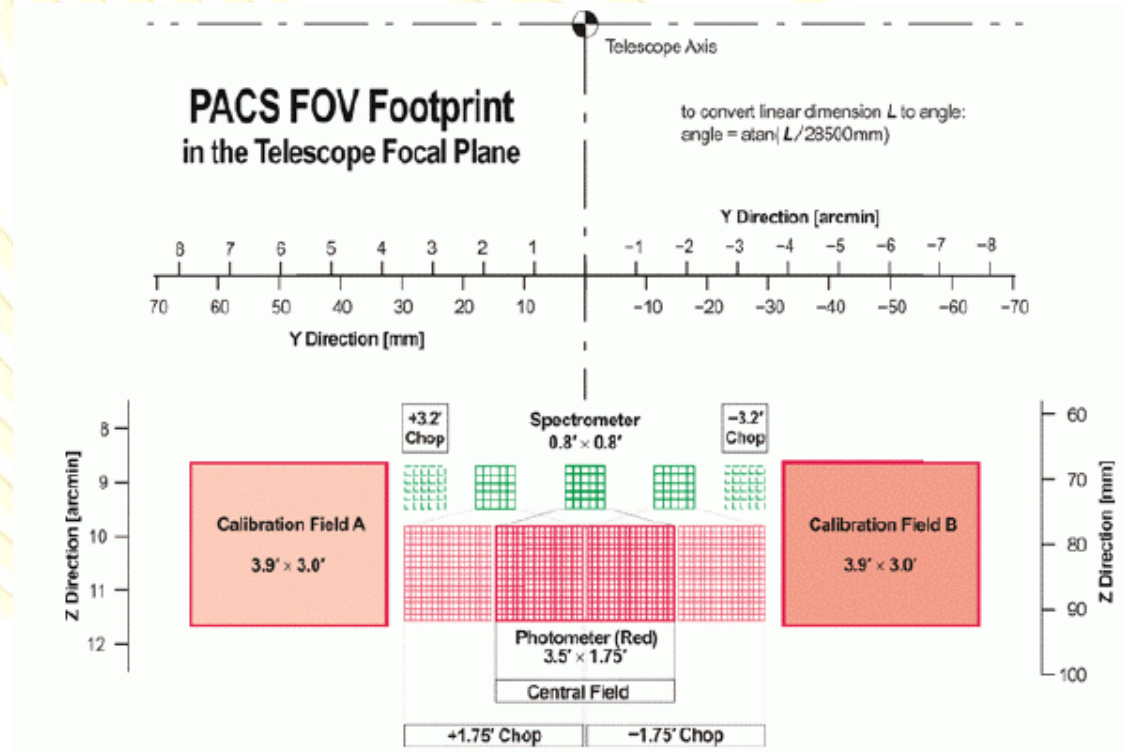 Telescope Axis
PACS FOV Footprint
in the Telescope Focal Plane
to convert linear dimension L to angle:
angle = atan( L/28500mm)
Y Direction [arcmin]
8 7 6 5 4 3 2 1 −1 −2 −3 −4 −5 −6 −7 −8
70 60 50 40 30 20 10 −10 −20 −30 −40 −50 −60 −70
Y Direction [mm]
+3.2′
Chop
Spectrometer
0.8′ × 0.8′
−3.2′
Chop
8
9
10
11
12
Z Direction [arcmin]
60
70
80
90
100
Z Direction [mm]
Calibration Field A
3.9′ × 3.0′
Calibration Field B
3.9′ × 3.0′
Photometer (Red)
3.5′ × 1.75′
Central Field
+1.75′ Chop
−1.75′ Chop